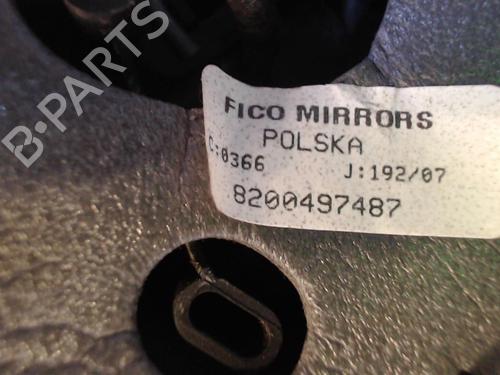 B-PARTS
FICO MIRRORS
POLSKA
C:0366 J:192/07
8200497487